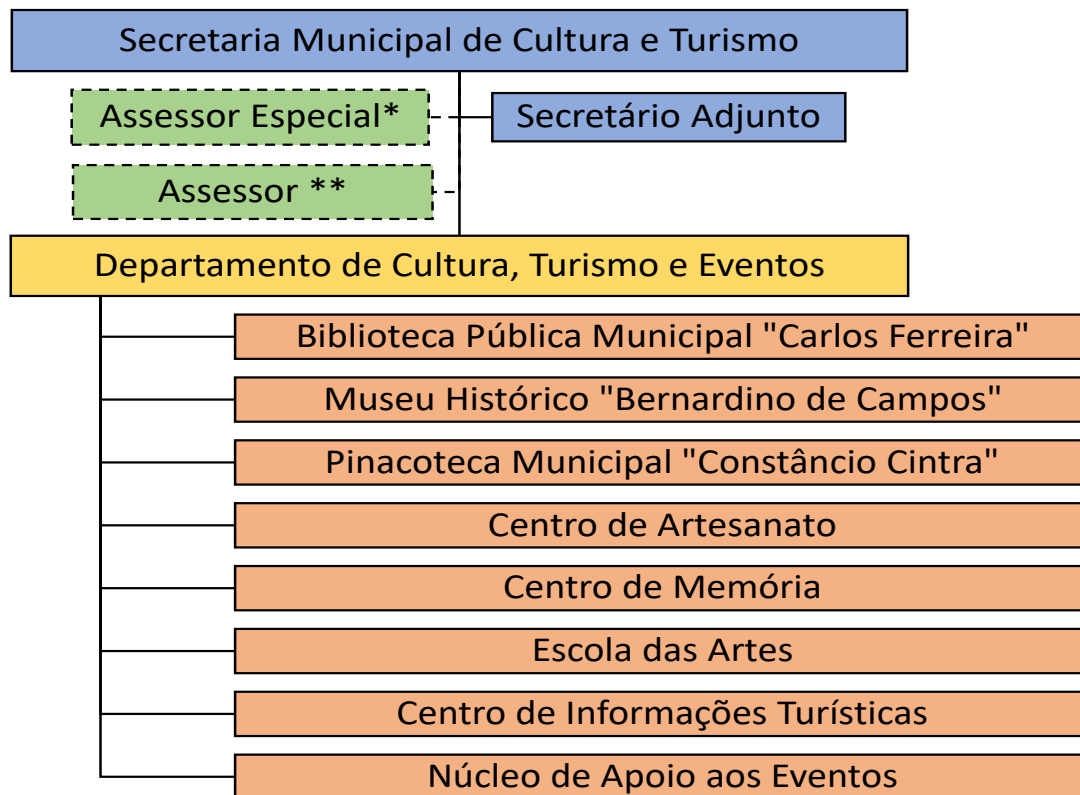 Secretaria Municipal de Cultura e Turismo
Assessor Especial*
Secretário Adjunto
Assessor **
Departamento de Cultura, Turismo e Eventos
Biblioteca Pública Municipal "Carlos Ferreira"
Museu Histórico "Bernardino de Campos"
Pinacoteca Municipal "Constâncio Cintra"
Centro de Artesanato
Centro de Memória
Escola das Artes
Centro de Informações Turísticas
Núcleo de Apoio aos Eventos